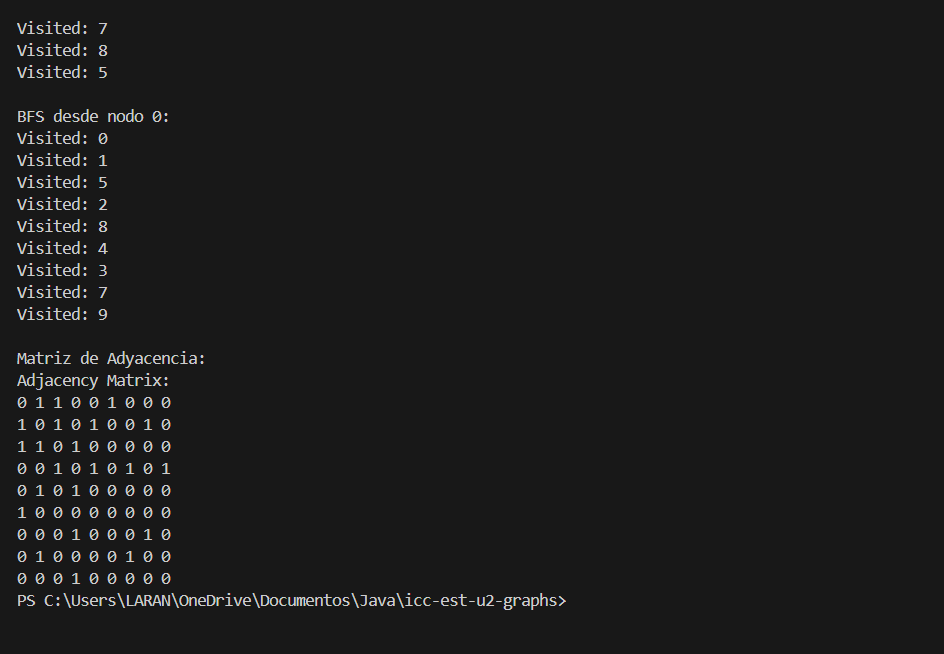 Visited: 7
Visited: 8
Visited: 5
BFS desde nodo 0:
Visited: 0
Visited: 1
Visited: 5
Visited: 2
Visited: 8
Visited: 4
Visited: 3
Visited: 7
Visited: 9
Matriz de Adyacencia:
Adjacency Matrix:
0 1 1 0 0 1 0 0 0
1 0 1 0 1 0 0 1 0
1 1 0 1 0 0 0 0 0
0 0 1 0 1 0 1 0 1
0 1 0 1 0 0 0 0 0
1 0 0 0 0 0 0 0 0
0 0 0 1 0 0 0 1 0
0 1 0 0 0 0 1 0 0
0 0 0 1 0 0 0 0 0
PS C:\Users\LARAN\OneDrive\Documentos\Java\icc-est-u2-graphs>